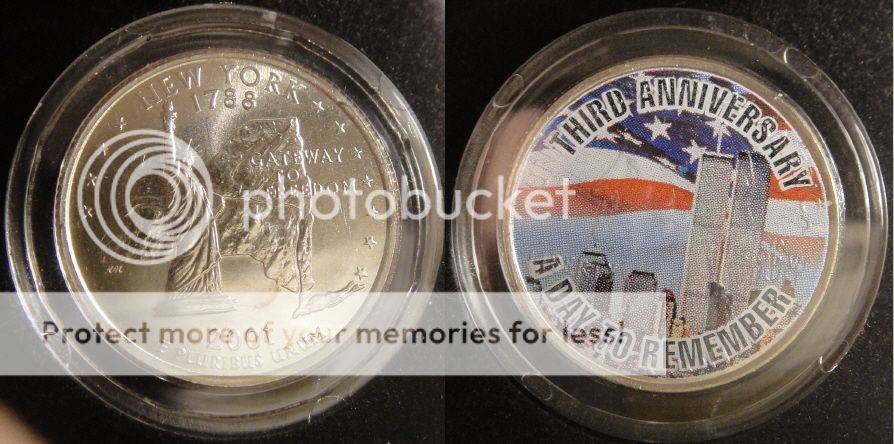 NEW YORK
1788
GATEWAY
TO
FREEDOM
E PLURIBUS UNUM
THIRD ANNIVERSARY
A DAY TO REMEMBER
photobucket
Protect more of your memories for less!